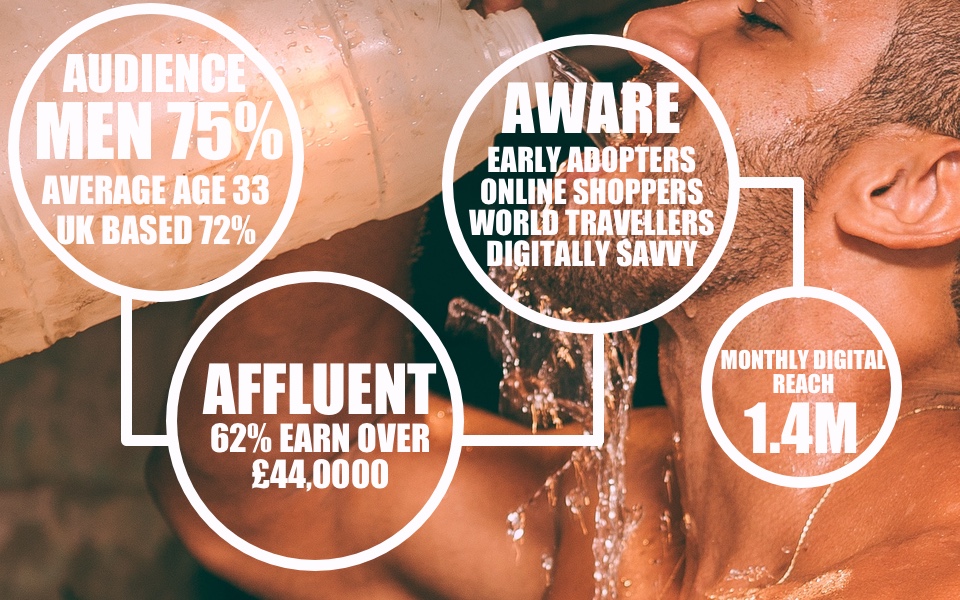 AUDIENCE
MEN 75%
AVERAGE AGE 33
UK BASED 72%
AWARE
EARLY ADOPTERS
ONLINE SHOPPERS
WORLD TRAVELLERS
DIGITALLY SAVVY
AFFLUENT
62% EARN OVER
£44,0000
MONTHLY DIGITAL
REACH
1.4M